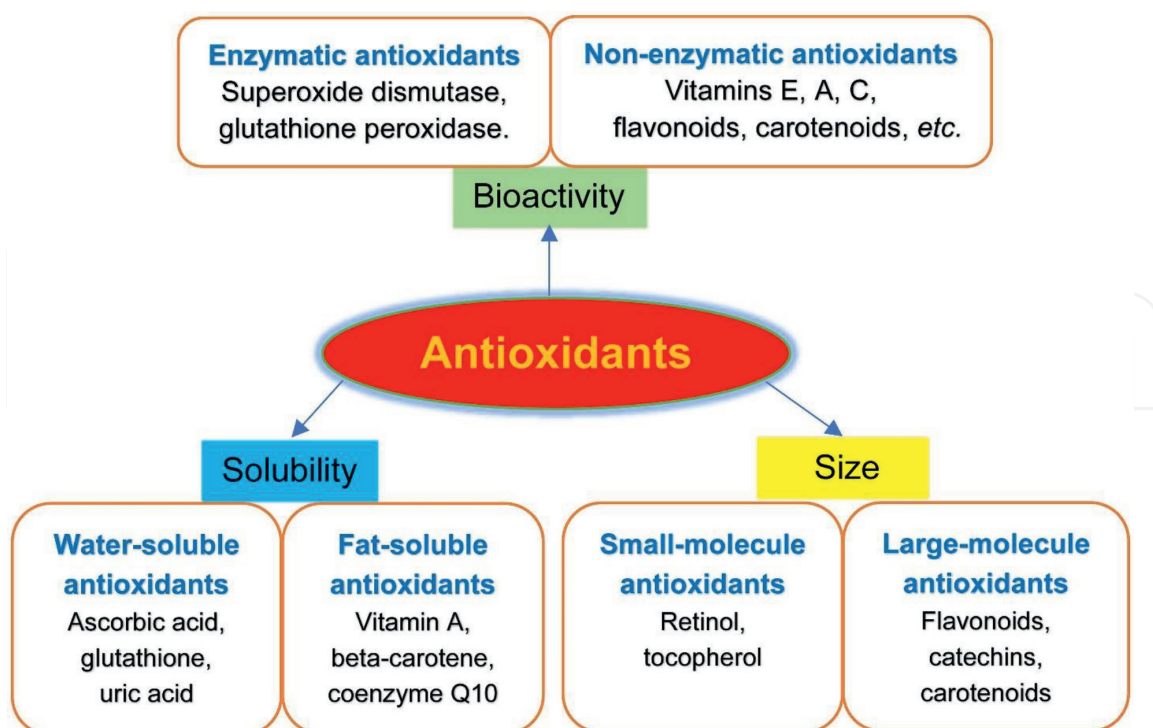 Enzymatic antioxidants
Superoxide dismutase,
glutathione peroxidase.
Non-enzymatic antioxidants
Vitamins E, A, C,
flavonoids, carotenoids, etc.
Bioactivity
Antioxidants
Solubility
Size
Water-soluble
antioxidants
Ascorbic acid,
glutathione,
uric acid
Fat-soluble
antioxidants
Vitamin A,
beta-carotene,
coenzyme Q10
Small-molecule
antioxidants
Retinol,
tocopherol
Large-molecule
antioxidants
Flavonoids,
catechins,
carotenoids